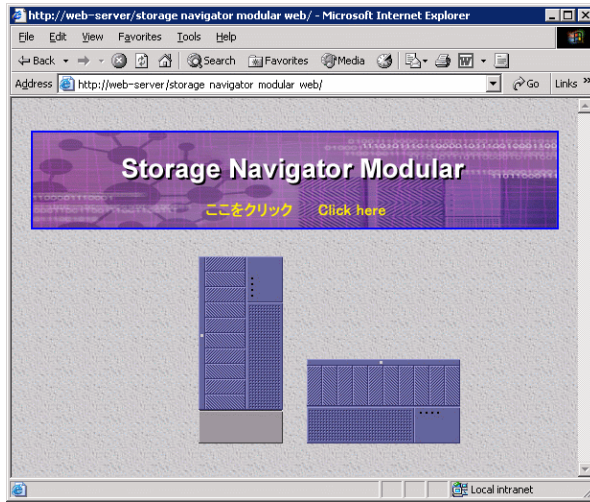 http://web-server/storage navigator modular web/ - Microsoft Internet Explorer
File Edit View Favorites Tools Help
Back Search Favorites Media
Address http://web-server/storage navigator modular web/ Go Links »
Storage Navigator Modular
ここをクリック Click here
Local intranet